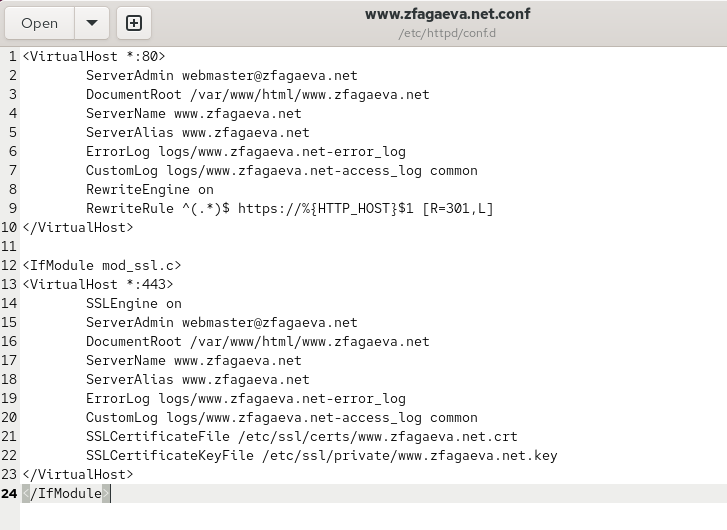 Open
www.zfagaeva.net.conf
/etc/httpd/conf.d
1 <VirtualHost *:80>
2 ServerAdmin webmaster@zfagaeva.net
3 DocumentRoot /var/www/html/www.zfagaeva.net
4 ServerName www.zfagaeva.net
5 ServerAlias www.zfagaeva.net
6 ErrorLog logs/www.zfagaeva.net-error_log
7 CustomLog logs/www.zfagaeva.net-access_log common
8 RewriteEngine on
9 RewriteRule ^(.*)$ https://%{HTTP_HOST}$1 [R=301,L]
10 </VirtualHost>
11
12 <IfModule mod_ssl.c>
13 <VirtualHost *:443>
14 SSLEngine on
15 ServerAdmin webmaster@zfagaeva.net
16 DocumentRoot /var/www/html/www.zfagaeva.net
17 ServerName www.zfagaeva.net
18 ServerAlias www.zfagaeva.net
19 ErrorLog logs/www.zfagaeva.net-error_log
20 CustomLog logs/www.zfagaeva.net-access_log common
21 SSLCertificateFile /etc/ssl/certs/www.zfagaeva.net.crt
22 SSLCertificateKeyFile /etc/ssl/private/www.zfagaeva.net.key
23 </VirtualHost>
24 </IfModule>